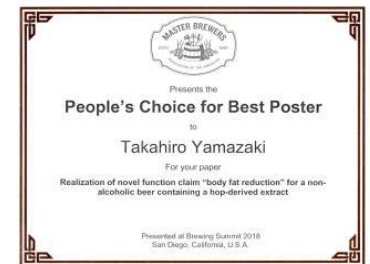 MASTER BREWERS
Presents the
People's Choice for Best Poster
to
Takahiro Yamazaki
For your paper
Realization of novel function claim "body fat reduction" for a non-
alcoholic beer containing a hop-derived extract
Presented at Brewing Summit 2018
San Diego, California, U.S.A.